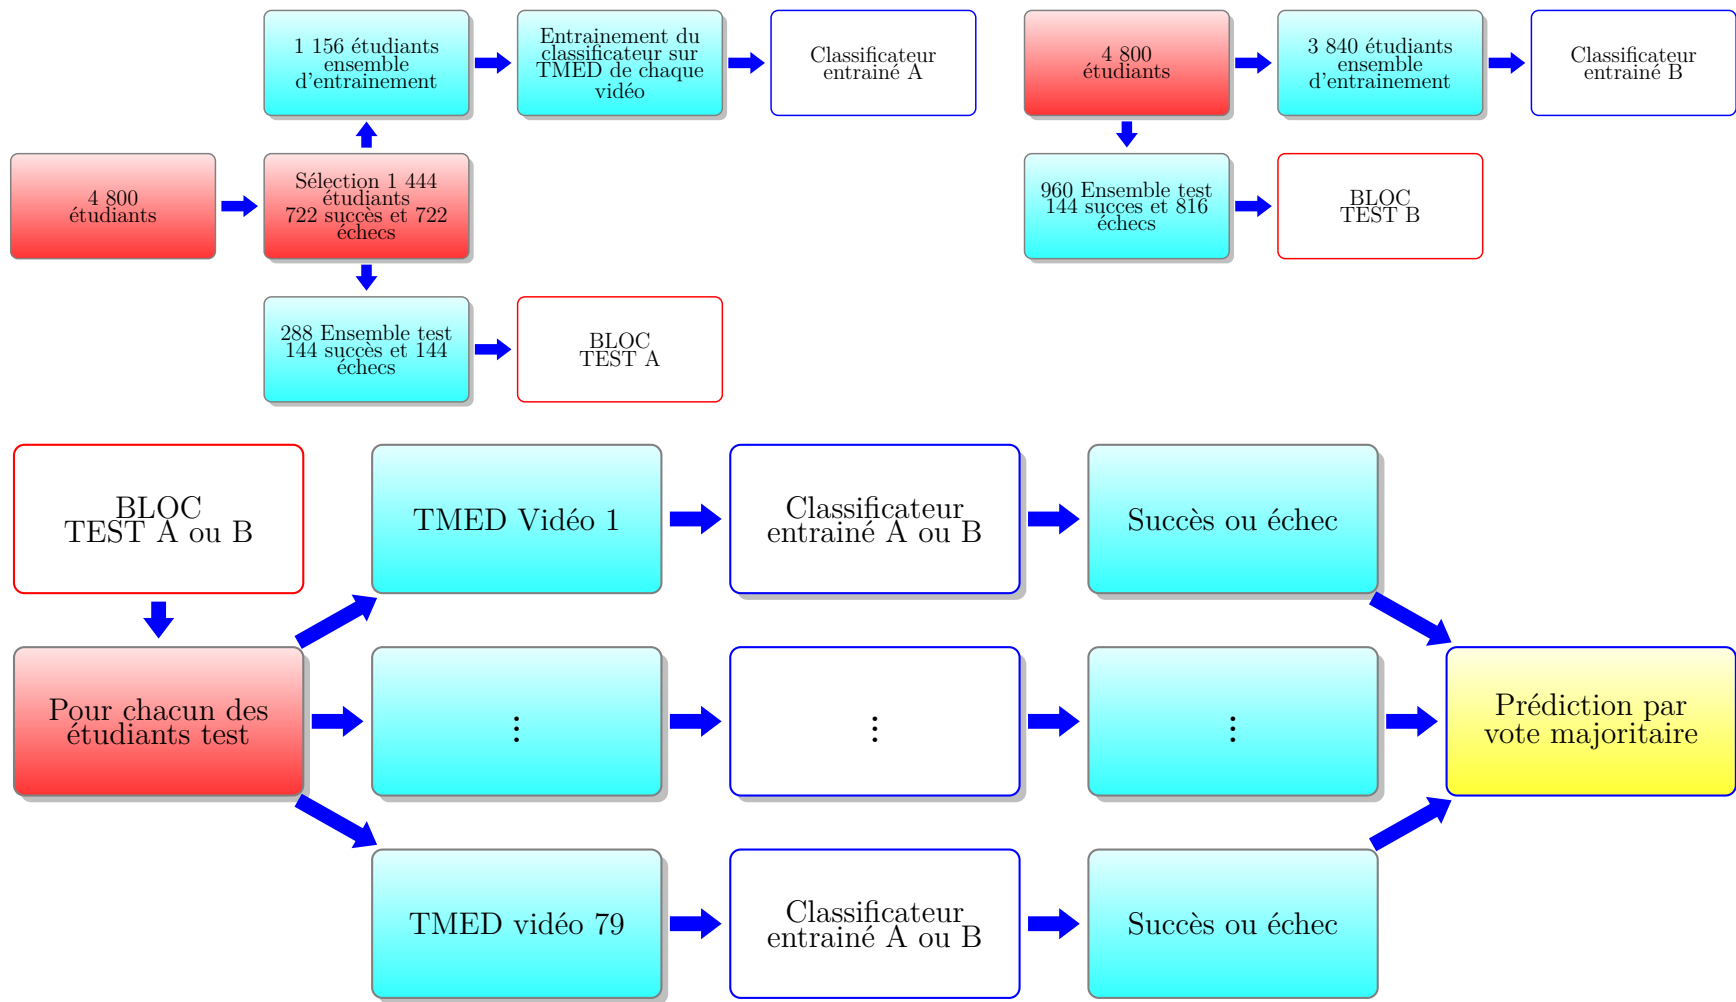 1 156 étudiants
ensemble
d'entrainement
Entrainement du
classificateur sur
TMED de chaque
vidéo
Classificateur
entrainé A
4 800
étudiants
Sélection 1 444
étudiants
722 succès et 722
échecs
288 Ensemble test
144 succès et 144
échecs
BLOC
TEST A
4 800
étudiants
3 840 étudiants
ensemble
d'entrainement
Classificateur
entrainé B
960 Ensemble test
144 succes et 816
échecs
BLOC
TEST B
BLOC
TEST A ou B
TMED Vidéo 1
Classificateur
entrainé A ou B
Succès ou échec
Pour chacun des
étudiants test
⋮
⋮
⋮
Prédiction par
vote majoritaire
TMED vidéo 79
Classificateur
entrainé A ou B
Succès ou échec